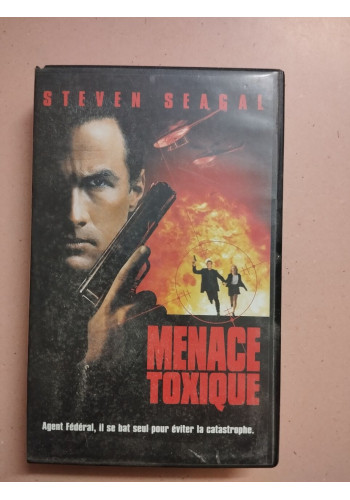 STEVEN SEAGAL
MENACE
TOXIQUE
Agent Fédéral, il se bat seul pour éviter la catastrophe.